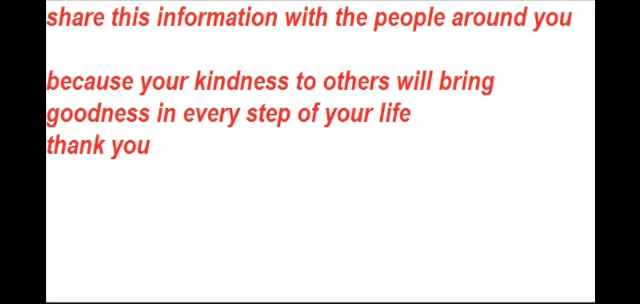 share this information with the people around you
because your kindness to others will bring
goodness in every step of your life
thank you